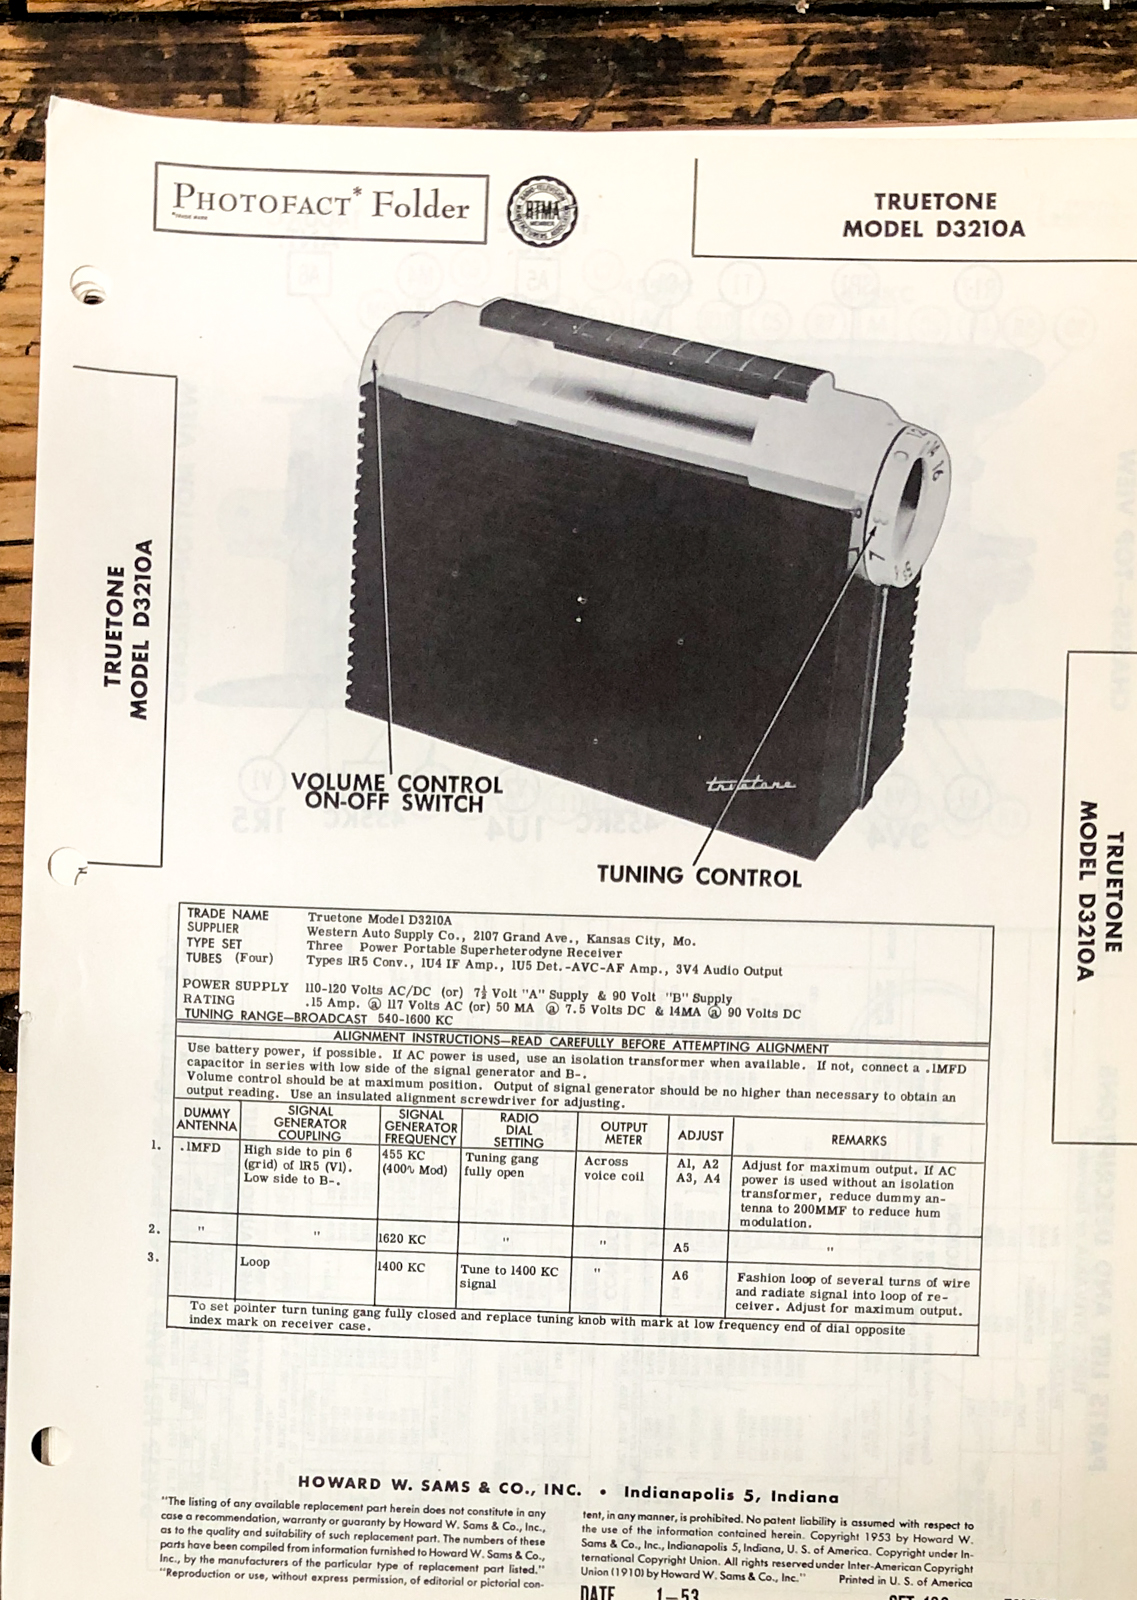 PHOTOFACT* Folder
*TRADE MARK
RTMA
TRUETONE
MODEL D3210A
TRUETONE
MODEL D3210A
12 14 16
truetone
VOLUME CONTROL
ON-OFF SWITCH
TUNING CONTROL
TRUETONE
MODEL D3210A
TRADE NAME Truetone Model D3210A
SUPPLIER Western Auto Supply Co., 2107 Grand Ave., Kansas City, Mo.
TYPE SET Three Power Portable Superheterodyne Receiver
TUBES (Four) Types 1R5 Conv., 1U4 IF Amp., 1U5 Det.-AVC-AF Amp., 3V4 Audio Output
POWER SUPPLY 110-120 Volts AC/DC (or) 7½ Volt "A" Supply & 90 Volt "B" Supply
RATING .15 Amp. @ 117 Volts AC (or) 50 MA @ 7.5 Volts DC & 14MA @ 90 Volts DC
TUNING RANGE—BROADCAST 540-1600 KC
ALIGNMENT INSTRUCTIONS—READ CAREFULLY BEFORE ATTEMPTING ALIGNMENT
Use battery power, if possible. If AC power is used, use an isolation transformer when available. If not, connect a .1MFD
capacitor in series with low side of the signal generator and B-.
Volume control should be at maximum position. Output of signal generator should be no higher than necessary to obtain an
output reading. Use an insulated alignment screwdriver for adjusting.
DUMMY
ANTENNA
SIGNAL
GENERATOR
COUPLING
SIGNAL
GENERATOR
FREQUENCY
RADIO
DIAL
SETTING
OUTPUT
METER
ADJUST
REMARKS
1.
.1MFD
High side to pin 6
(grid) of 1R5 (V1).
Low side to B-.
455 KC
(400∿ Mod)
Tuning gang
fully open
Across
voice coil
A1, A2
A3, A4
Adjust for maximum output. If AC
power is used without an isolation
transformer, reduce dummy an-
tenna to 200MMF to reduce hum
modulation.
2.
" " 1620 KC " " A5 "
3.
Loop
1400 KC
Tune to 1400 KC
signal
"
A6
Fashion loop of several turns of wire
and radiate signal into loop of re-
ceiver. Adjust for maximum output.
To set pointer turn tuning gang fully closed and replace tuning knob with mark at low frequency end of dial opposite
index mark on receiver case.
HOWARD W. SAMS & CO., INC. • Indianapolis 5, Indiana
"The listing of any available replacement part herein does not constitute in any
case a recommendation, warranty or guaranty by Howard W. Sams & Co., Inc.,
as to the quality and suitability of such replacement part. The numbers of these
parts have been compiled from information furnished to Howard W. Sams & Co.,
Inc., by the manufacturers of the particular type of replacement part listed."
"Reproduction or use, without express permission, of editorial or pictorial con-
tent, in any manner, is prohibited. No patent liability is assumed with respect to
the use of the information contained herein. Copyright 1953 by Howard W.
Sams & Co., Inc., Indianapolis 5, Indiana, U. S. of America. Copyright under In-
ternational Copyright Union. All rights reserved under Inter-American Copyright
Union (1910) by Howard W. Sams & Co., Inc." Printed in U. S. of America
DATE 1-53